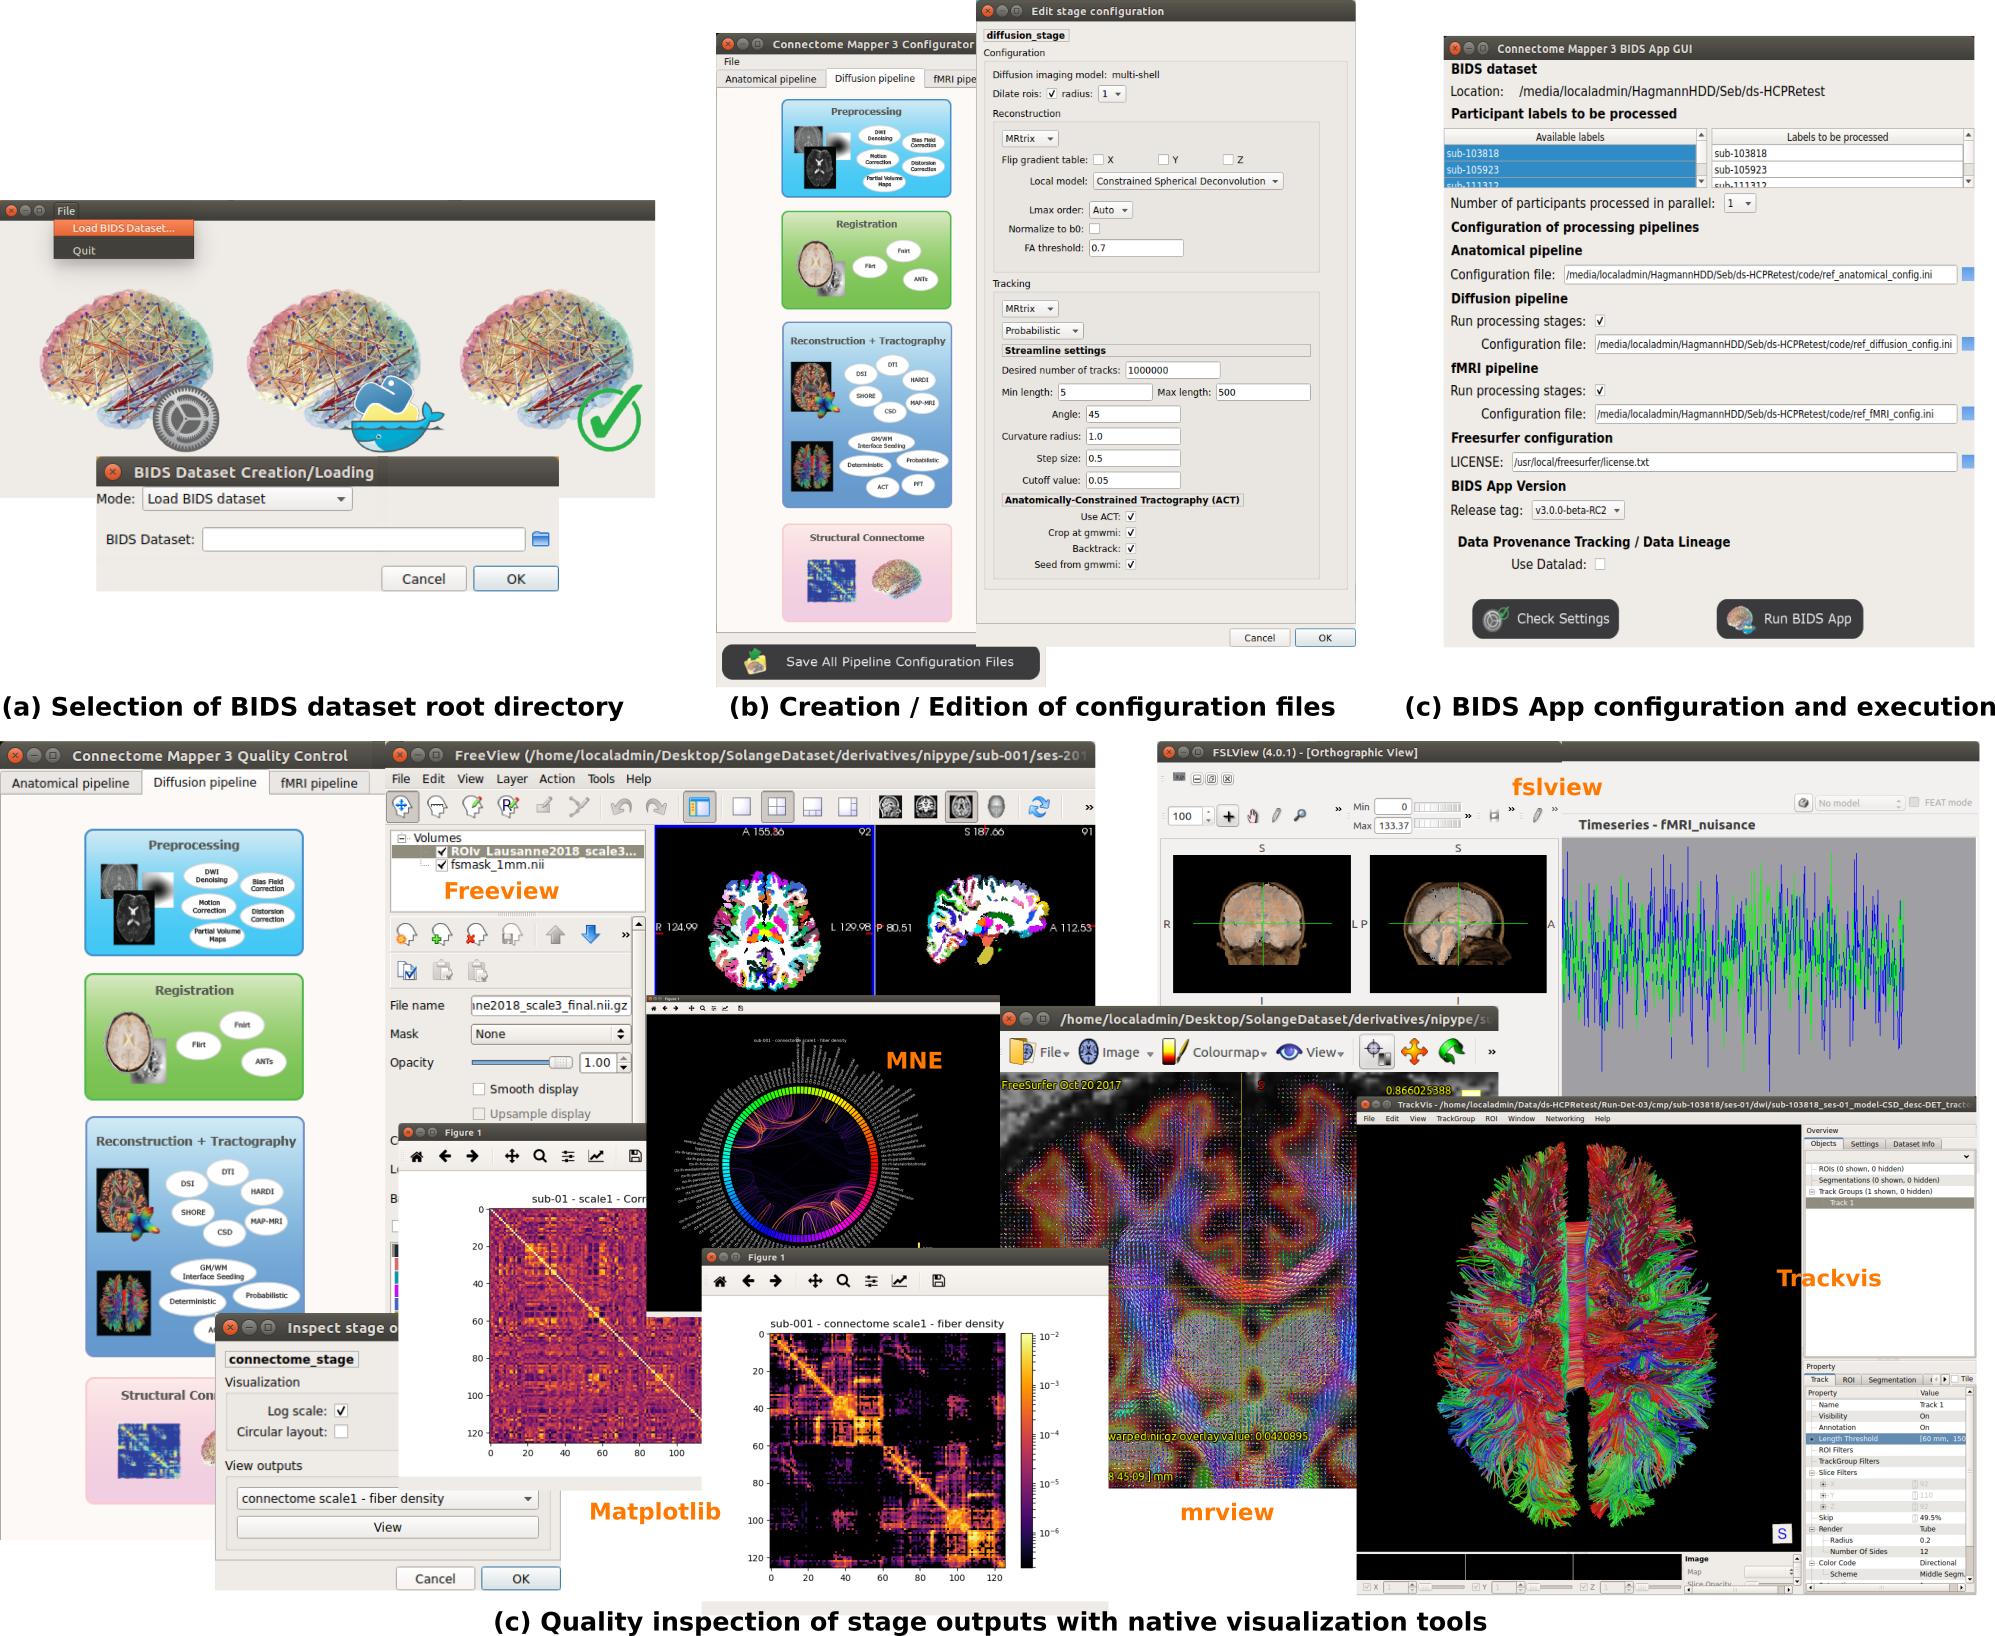 File
Load BIDS Dataset...
Quit
BIDS Dataset Creation/Loading
Mode: Load BIDS dataset
BIDS Dataset:
Cancel OK
(a) Selection of BIDS dataset root directory
Connectome Mapper 3 Configurator
File
Anatomical pipeline Diffusion pipeline fMRI pipe
Preprocessing
DWI Denoising
Bias Field Correction
Motion Correction
Distorsion Correction
Partial Volume Maps
Registration
Fnirt
Flirt
ANTs
Reconstruction + Tractography
DTI
DSI
HARDI
SHORE
MAP-MRI
CSD
GM/WM Interface Seeding
Deterministic
Probabilistic
ACT
PFT
Structural Connectome
Save All Pipeline Configuration Files
Edit stage configuration
diffusion_stage
Configuration
Diffusion imaging model: multi-shell
Dilate rois: radius: 1
Reconstruction
MRtrix
Flip gradient table: X Y Z
Local model: Constrained Spherical Deconvolution
Lmax order: Auto
Normalize to b0:
FA threshold: 0.7
Tracking
MRtrix
Probabilistic
Streamline settings
Desired number of tracks: 1000000
Min length: 5 Max length: 500
Angle: 45
Curvature radius: 1.0
Step size: 0.5
Cutoff value: 0.05
Anatomically-Constrained Tractography (ACT)
Use ACT:
Crop at gmwmi:
Backtrack:
Seed from gmwmi:
Cancel OK
(b) Creation / Edition of configuration files
Connectome Mapper 3 BIDS App GUI
BIDS dataset
Location: /media/localadmin/HagmannHDD/Seb/ds-HCPRetest
Participant labels to be processed
Available labels Labels to be processed
sub-103818 sub-103818
sub-105923 sub-105923
sub-111312 sub-111312
Number of participants processed in parallel: 1
Configuration of processing pipelines
Anatomical pipeline
Configuration file: /media/localadmin/HagmannHDD/Seb/ds-HCPRetest/code/ref_anatomical_config.ini
Diffusion pipeline
Run processing stages:
Configuration file: /media/localadmin/HagmannHDD/Seb/ds-HCPRetest/code/ref_diffusion_config.ini
fMRI pipeline
Run processing stages:
Configuration file: /media/localadmin/HagmannHDD/Seb/ds-HCPRetest/code/ref_fMRI_config.ini
Freesurfer configuration
LICENSE: /usr/local/freesurfer/license.txt
BIDS App Version
Release tag: v3.0.0-beta-RC2
Data Provenance Tracking / Data Lineage
Use Datalad:
Check Settings Run BIDS App
(c) BIDS App configuration and execution
Connectome Mapper 3 Quality Control
Anatomical pipeline Diffusion pipeline fMRI pipeline
Preprocessing
DWI Denoising
Bias Field Correction
Motion Correction
Distorsion Correction
Partial Volume Maps
Registration
Fnirt
Flirt
ANTs
Reconstruction + Tractography
DTI
DSI
HARDI
SHORE
MAP-MRI
CSD
GM/WM Interface Seeding
Deterministic
Probabilistic
Structural Con
Inspect stage o
connectome_stage
Visualization
Log scale:
Circular layout:
View outputs
connectome scale1 - fiber density
View
Cancel OK
FreeView (/home/localadmin/Desktop/SolangeDataset/derivatives/nipype/sub-001/ses-201
File Edit View Layer Action Tools Help
Volumes
ROIv_Lausanne2018_scale3...
fsmask_1mm.nii
Freeview
A 155.36 92
S 187.66 91
R 124.99 L 129.98 P 80.51 A 112.53
File name ne2018_scale3_final.nii.gz
Mask None
Opacity 1.00
Smooth display
Upsample display
Figure 1
sub-01 - scale1 - Corr
0
20
40
60
80
100
120
0 20 40 60 80 100
Figure 1
sub-001 - connectome scale1 - fiber density
MNE
Figure 1
sub-001 - connectome scale1 - fiber density
0
20
40
60
80
100
120
0 20 40 60 80 100 120
10⁻²
10⁻³
10⁻⁴
10⁻⁵
10⁻⁶
Matplotlib
/home/localadmin/Desktop/SolangeDataset/derivatives/nipype/su
File Image Colourmap View
FreeSurfer Oct 20 2017
0.866025388
warped.nii.gz overlay value: 0.0420895
8 45.09 ] mm
mrview
FSLView (4.0.1) - [Orthographic View]
fslview
100
Min 0
Max 133.37
No model FEAT mode
Timeseries - fMRI_nuisance
S S
R L P A
I I
TrackVis - /home/localadmin/Data/ds-HCPRetest/Run-Det-03/cmp/sub-103818/ses-01/dwi/sub-103818_ses-01_model-CSD_desc-DET_tract
File Edit View TrackGroup ROI Window Networking Help
Overview
Objects Settings Dataset Info
ROIs (0 shown, 0 hidden)
Segmentations (0 shown, 0 hidden)
Track Groups (1 shown, 0 hidden)
Track 1
Trackvis
S
Property
Track ROI Segmentation Tile
Property Value
Name Track 1
Visibility On
Annotation On
Length Threshold [60 mm, 150
ROI Filters
TrackGroup Filters
Slice Filters
X 92
Y 110
Z 92
Skip 49.5%
Render Tube
Radius 0.2
Number Of Sides 12
Color Code Directional
Scheme Middle Segm
Image
Map
Slice Opacity
X 1 Y 1 Z 1
(c) Quality inspection of stage outputs with native visualization tools